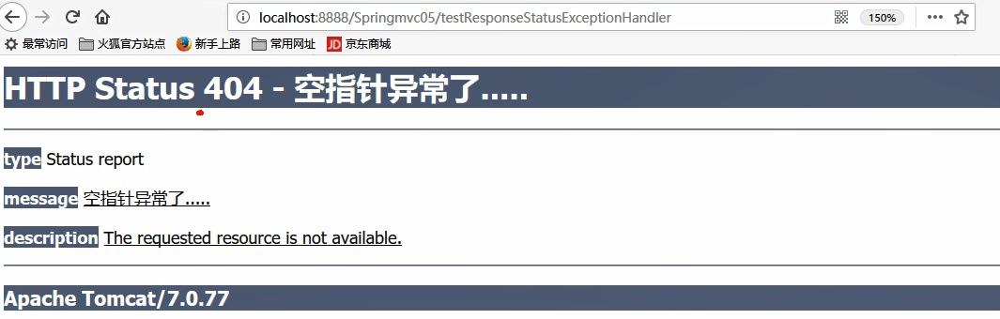 localhost:8888/Springmvc05/testResponseStatusExceptionHandler 150%
最常访问 火狐官方站点 新手上路 常用网址 JD 京东商城
HTTP Status 404 - 空指针异常了.....
type Status report
message 空指针异常了.....
description The requested resource is not available.
Apache Tomcat/7.0.77